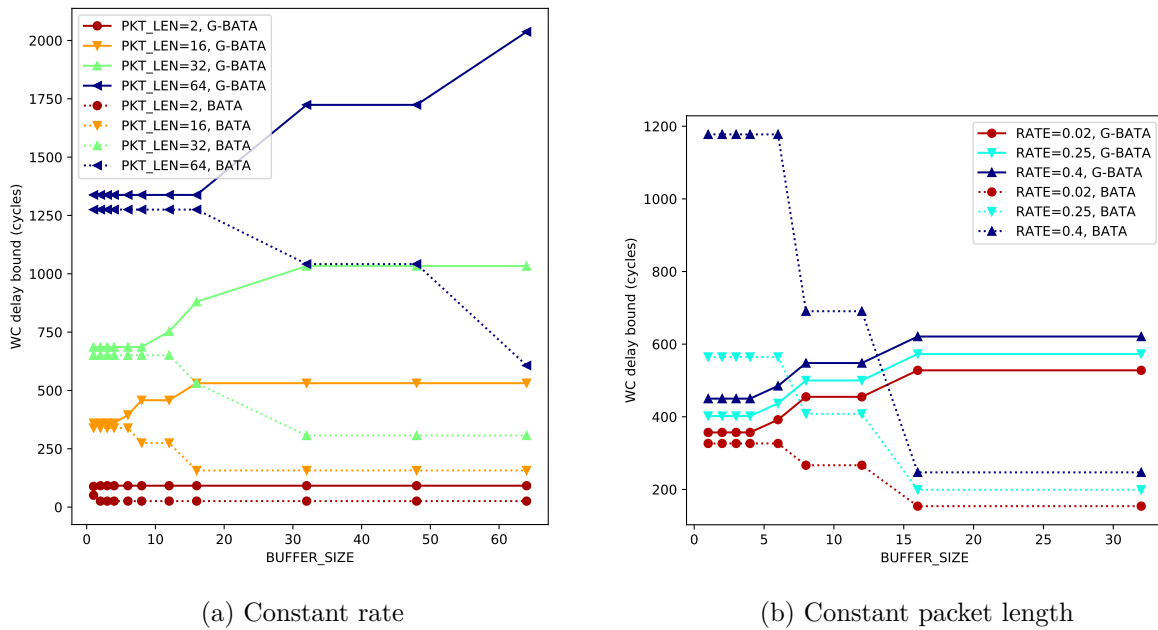 2000
1750
1500
1250
1000
750
500
250
0
WC delay bound (cycles)
PKT_LEN=2, G-BATA
PKT_LEN=16, G-BATA
PKT_LEN=32, G-BATA
PKT_LEN=64, G-BATA
PKT_LEN=2, BATA
PKT_LEN=16, BATA
PKT_LEN=32, BATA
PKT_LEN=64, BATA
0 10 20 30 40 50 60
BUFFER_SIZE
(a) Constant rate
1200
1000
800
600
400
200
WC delay bound (cycles)
RATE=0.02, G-BATA
RATE=0.25, G-BATA
RATE=0.4, G-BATA
RATE=0.02, BATA
RATE=0.25, BATA
RATE=0.4, BATA
0 5 10 15 20 25 30
BUFFER_SIZE
(b) Constant packet length